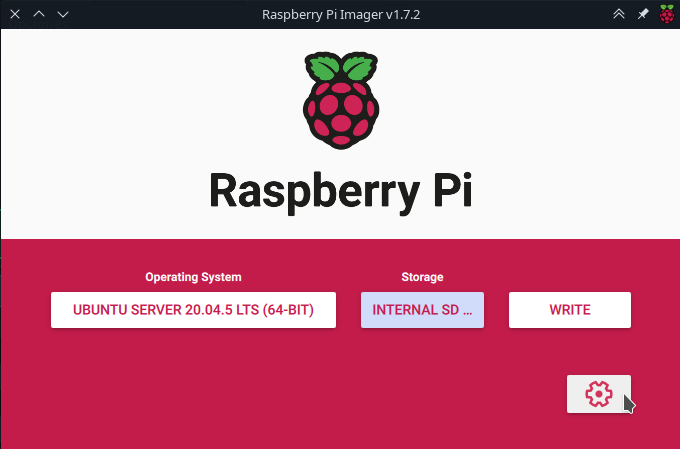 Raspberry Pi Imager v1.7.2
Raspberry Pi
Operating System
Storage
UBUNTU SERVER 20.04.5 LTS (64-BIT)
INTERNAL SD ...
WRITE